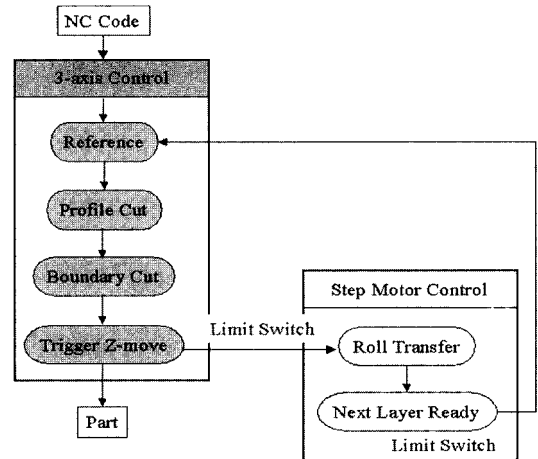 NC Code
3-axis Control
Reference
Profile Cut
Boundary Cut
Trigger Z-move
Part
Limit Switch
Step Motor Control
Roll Transfer
Next Layer Ready
Limit Switch